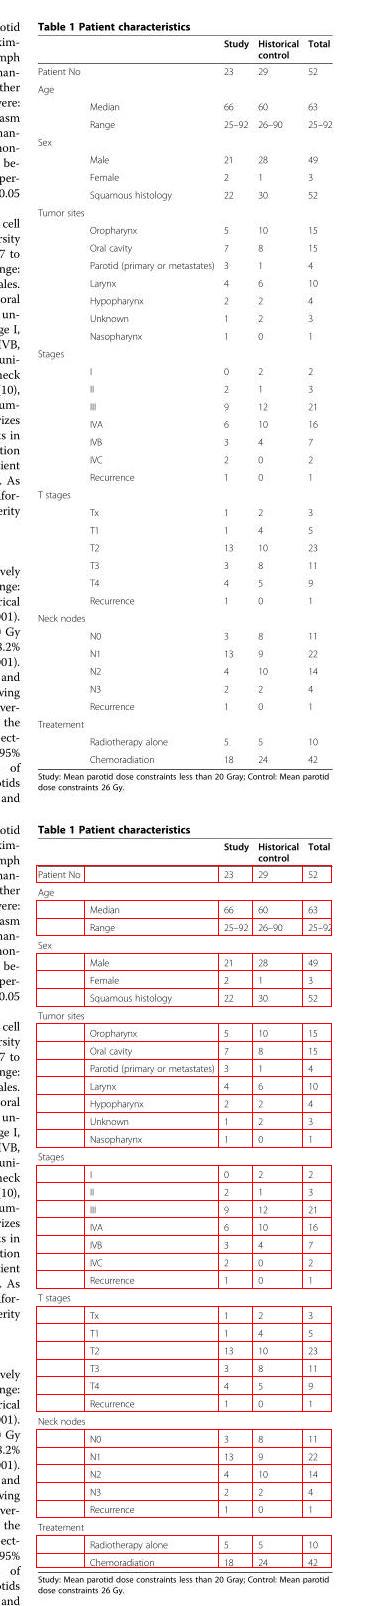 Table 1 Patient characteristics
Study Historical control Total
Patient No 23 29 52
Age
Median 66 60 63
Range 25–92 26–90 25–92
Sex
Male 21 28 49
Female 2 1 3
Squamous histology 22 30 52
Tumor sites
Oropharynx 5 10 15
Oral cavity 7 8 15
Parotid (primary or metastates) 3 1 4
Larynx 4 6 10
Hypopharynx 2 2 4
Unknown 1 2 3
Nasopharynx 1 0 1
Stages
I 0 2 2
II 2 1 3
III 9 12 21
IVA 6 10 16
IVB 3 4 7
IVC 2 0 2
Recurrence 1 0 1
T stages
Tx 1 2 3
T1 1 4 5
T2 13 10 23
T3 3 8 11
T4 4 5 9
Recurrence 1 0 1
Neck nodes
N0 3 8 11
N1 13 9 22
N2 4 10 14
N3 2 2 4
Recurrence 1 0 1
Treatement
Radiotherapy alone 5 5 10
Chemoradiation 18 24 42
Study: Mean parotid dose constraints less than 20 Gray; Control: Mean parotid
dose constraints 26 Gy.
Table 1 Patient characteristics
Study Historical control Total
Patient No 23 29 52
Age
Median 66 60 63
Range 25–92 26–90 25–92
Sex
Male 21 28 49
Female 2 1 3
Squamous histology 22 30 52
Tumor sites
Oropharynx 5 10 15
Oral cavity 7 8 15
Parotid (primary or metastates) 3 1 4
Larynx 4 6 10
Hypopharynx 2 2 4
Unknown 1 2 3
Nasopharynx 1 0 1
Stages
I 0 2 2
II 2 1 3
III 9 12 21
IVA 6 10 16
IVB 3 4 7
IVC 2 0 2
Recurrence 1 0 1
T stages
Tx 1 2 3
T1 1 4 5
T2 13 10 23
T3 3 8 11
T4 4 5 9
Recurrence 1 0 1
Neck nodes
N0 3 8 11
N1 13 9 22
N2 4 10 14
N3 2 2 4
Recurrence 1 0 1
Treatement
Radiotherapy alone 5 5 10
Chemoradiation 18 24 42
Study: Mean parotid dose constraints less than 20 Gray; Control: Mean parotid
dose constraints 26 Gy.